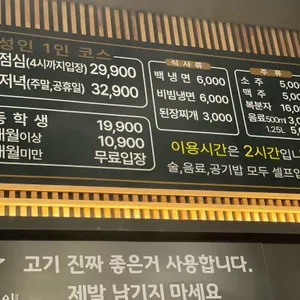 성인 1인 코스
점심(4시까지입장) 29,900
저녁(주말,공휴일) 32,900
등 학 생 19,900
개월이상 10,900
개월미만 무료입장
식사류
백 냉 면 6,000
비빔냉면 6,000
된장찌개 3,000
주 류
소 주 5,00
맥 주 5,00
복분자 16,00
음료500㎖ 3,00
1.25L 5,
이용시간은 2시간입니
술,음료,공기밥 모두 셀프입
고기 진짜 좋은거 사용합니다.
제발 남기지 마세요